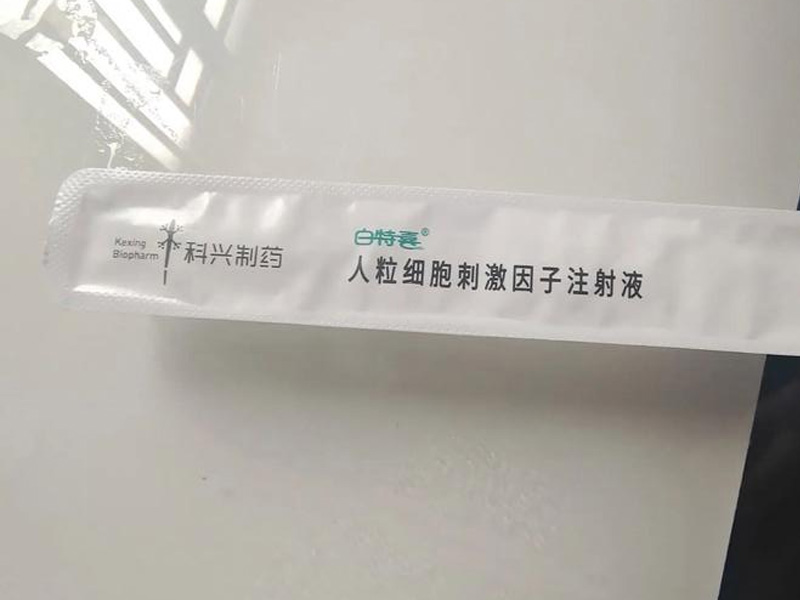 Kexing
Biopharm
科兴制药
白特喜®
人粒细胞刺激因子注射液